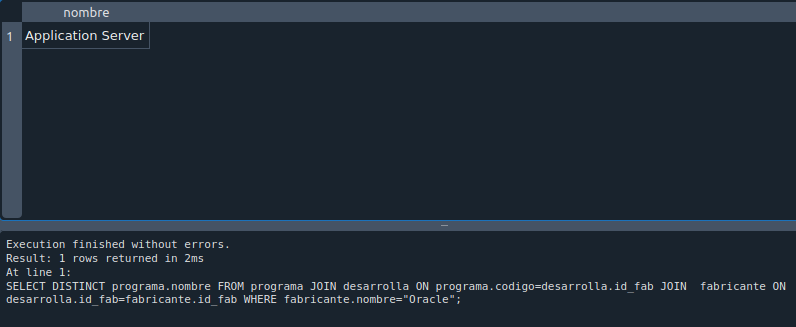 nombre
1 Application Server
Execution finished without errors.
Result: 1 rows returned in 2ms
At line 1:
SELECT DISTINCT programa.nombre FROM programa JOIN desarrolla ON programa.codigo=desarrolla.id_fab JOIN  fabricante ON
desarrolla.id_fab=fabricante.id_fab WHERE fabricante.nombre="Oracle";